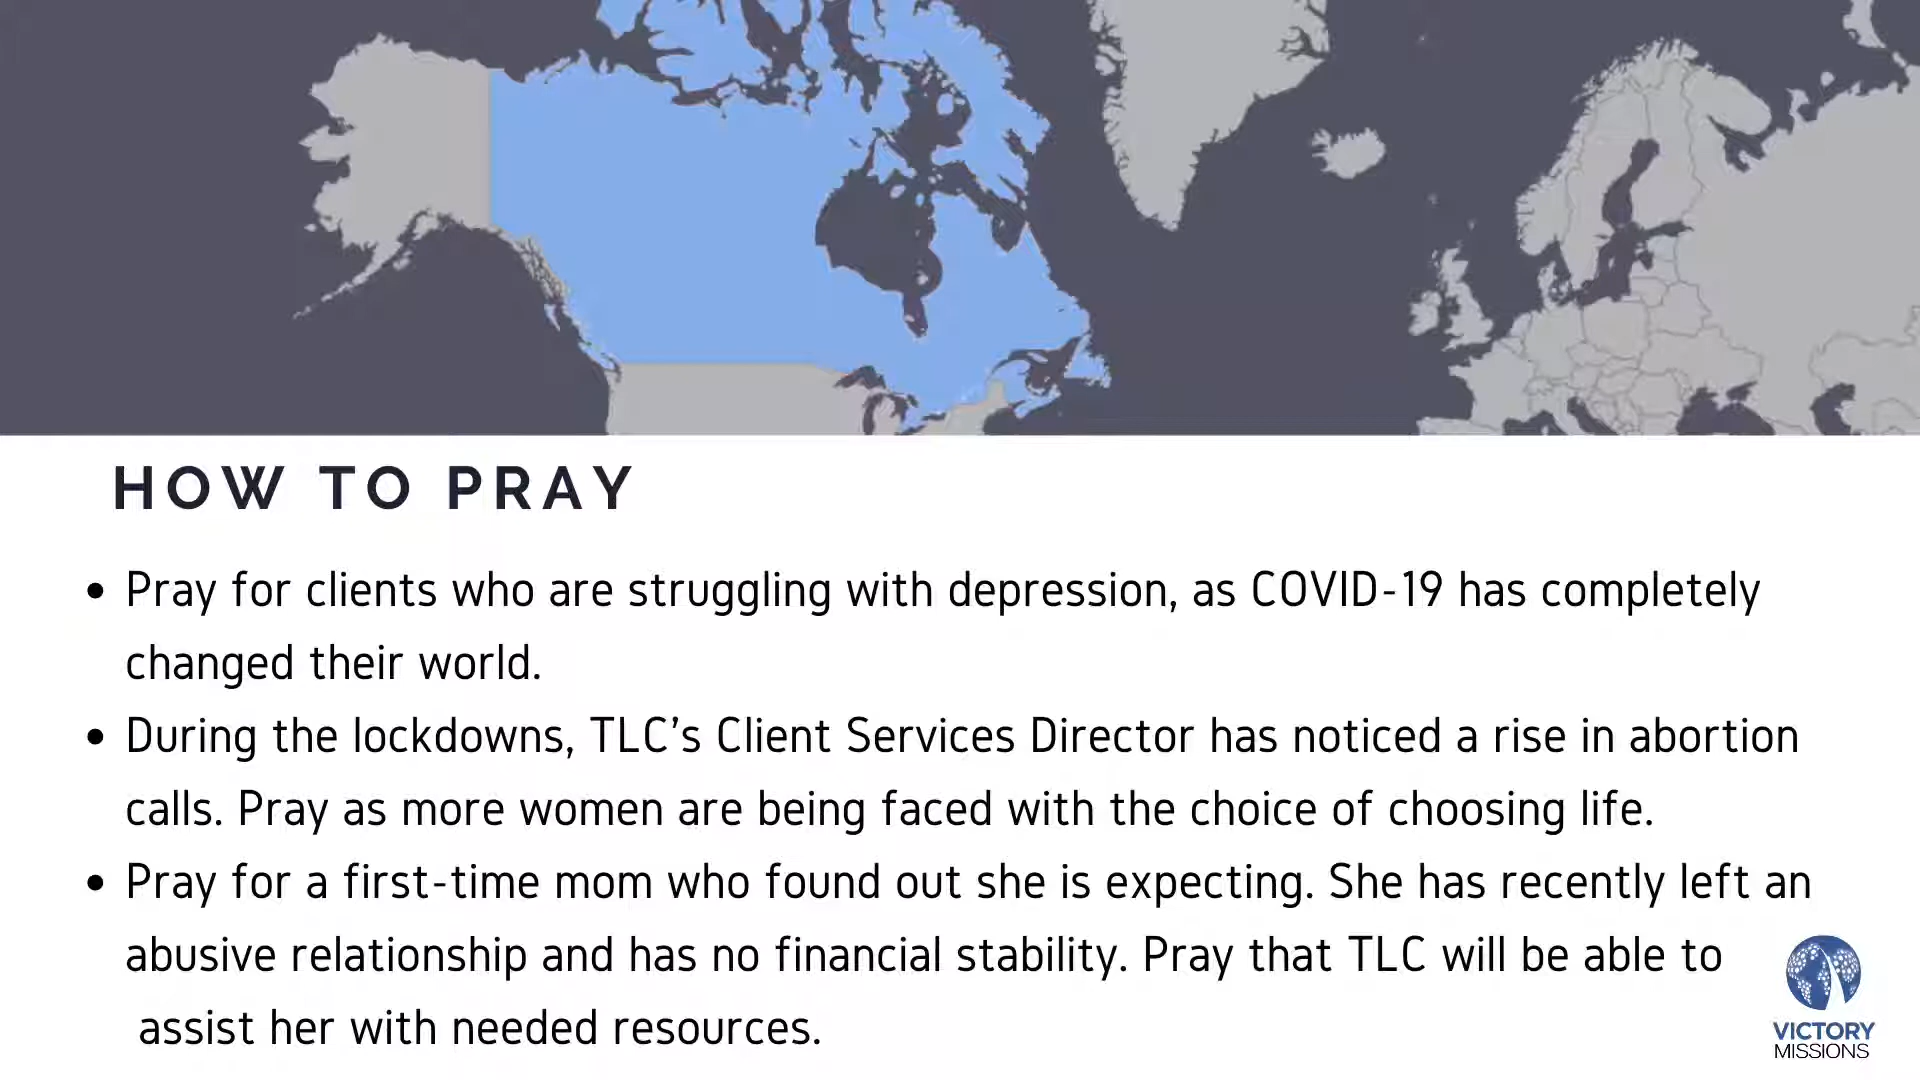 HOW TO PRAY
• Pray for clients who are struggling with depression, as COVID-19 has completely
changed their world.
• During the lockdowns, TLC’s Client Services Director has noticed a rise in abortion
calls. Pray as more women are being faced with the choice of choosing life.
• Pray for a first-time mom who found out she is expecting. She has recently left an
abusive relationship and has no financial stability. Pray that TLC will be able to
assist her with needed resources.
VICTORY
MISSIONS